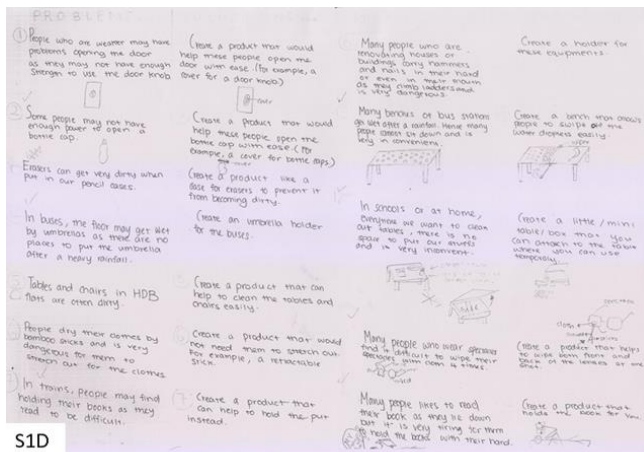 PROBLEMS
① People who are weaker may have
problems opening the door
as they may not have enough
strength to use the door knob
Create a product that would
help these people open the
door with ease. (for example, a
cover for a door knob)
cover
② Some people may not have
enough power to open a
bottle cap.
Create a product that would
help these people open the
bottle cap with ease (For
example, a cover for bottle caps)
Erasers can get very dirty when
put in our pencil cases.
Create a product like a
case for erasers to prevent it
from becoming dirty.
In buses, the floor may get wet
by umbrellas as there are no
places to put the umbrella
after a heavy rainfall.
Create an umbrella holder
for the buses.
Tables and chairs in HDB
flats are often dirty.
Create a product that can
help to clean the tables and
chairs easily.
People dry their clothes by
bamboo sticks and is very
dangerous for them to
stretch out for the clothes
Create a product that would
not need them to stretch out.
For example, a retractable
stick.
In trains, people may find
holding their books as they
read to be difficult.
7. Create a product that
can help to hold the put
instead.
Many people who are
renovating houses or
buildings carry hammers
and nails in their hand
or even in their mouth
as they climb ladders and
is very dangerous.
Create a holder for
these equipments.
Many benches of bus stations
get wet after a rainfall. Hence many
people cannot sit down and is
very in convenient.
Create a bench that allows
people to swipe off the
water droplets easily.
In schools or at home,
everytime we want to clean
out tables, there is no
space to put our stuffs
and is very
Create a little/mini
table/box that you
can attach to the table
where you can use
Many people who wear spectacles
find it difficult to wipe their
spectacles
cloth
Create a product that helps
to wipe both front and
back of the lenses at one
shot.
Many people likes to read
their book as they lie down
but it is very tiring for them
to hold the books with their hand.
Create a product that
holds the book for
S1D